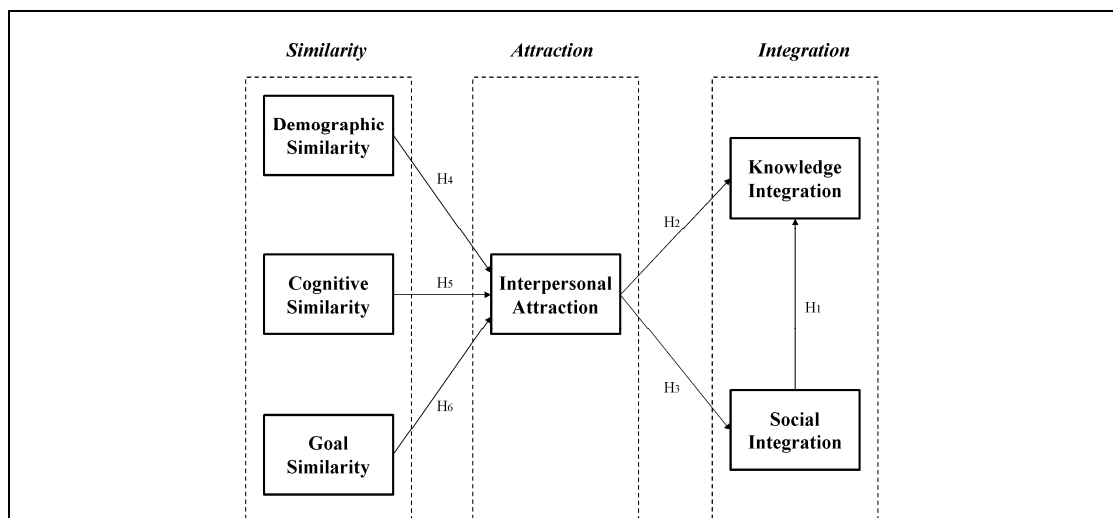 Similarity
Attraction
Integration
Demographic
Similarity
Knowledge
Integration
H4
H2
Cognitive
Similarity
H5
Interpersonal
Attraction
H1
H3
H6
Goal
Similarity
Social
Integration